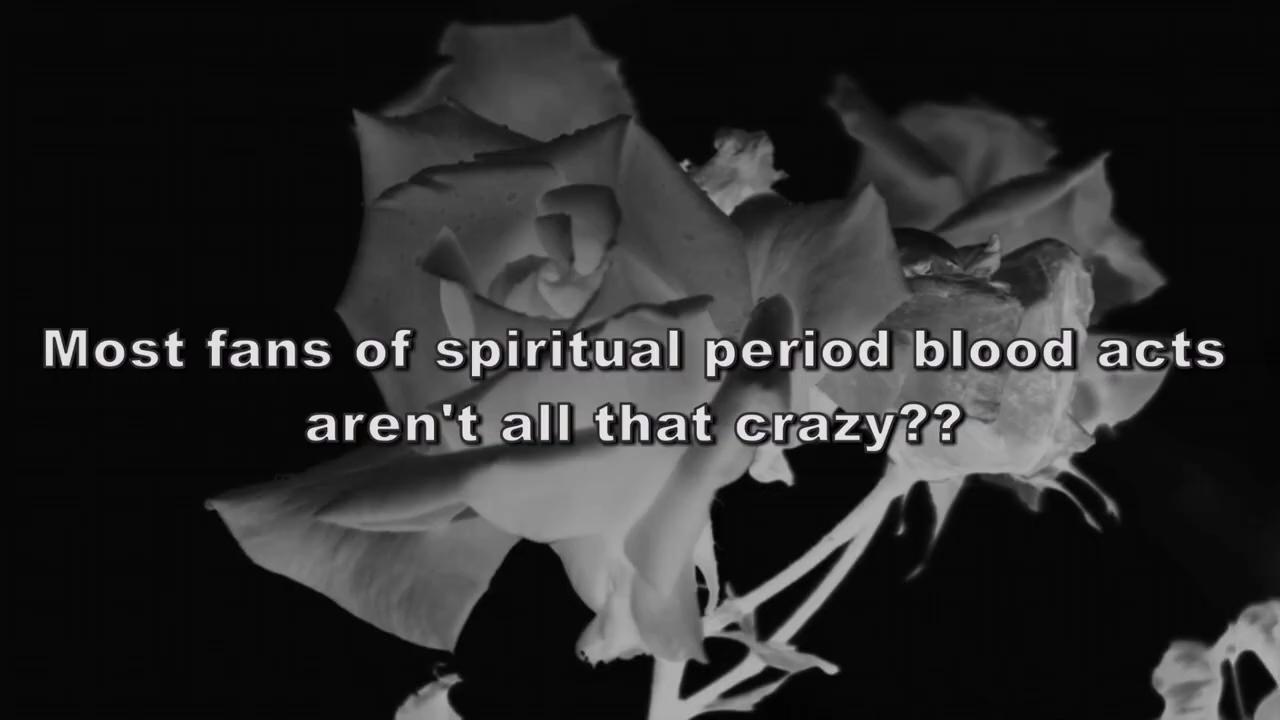 Most fans of spiritual period blood acts
aren't all that crazy??